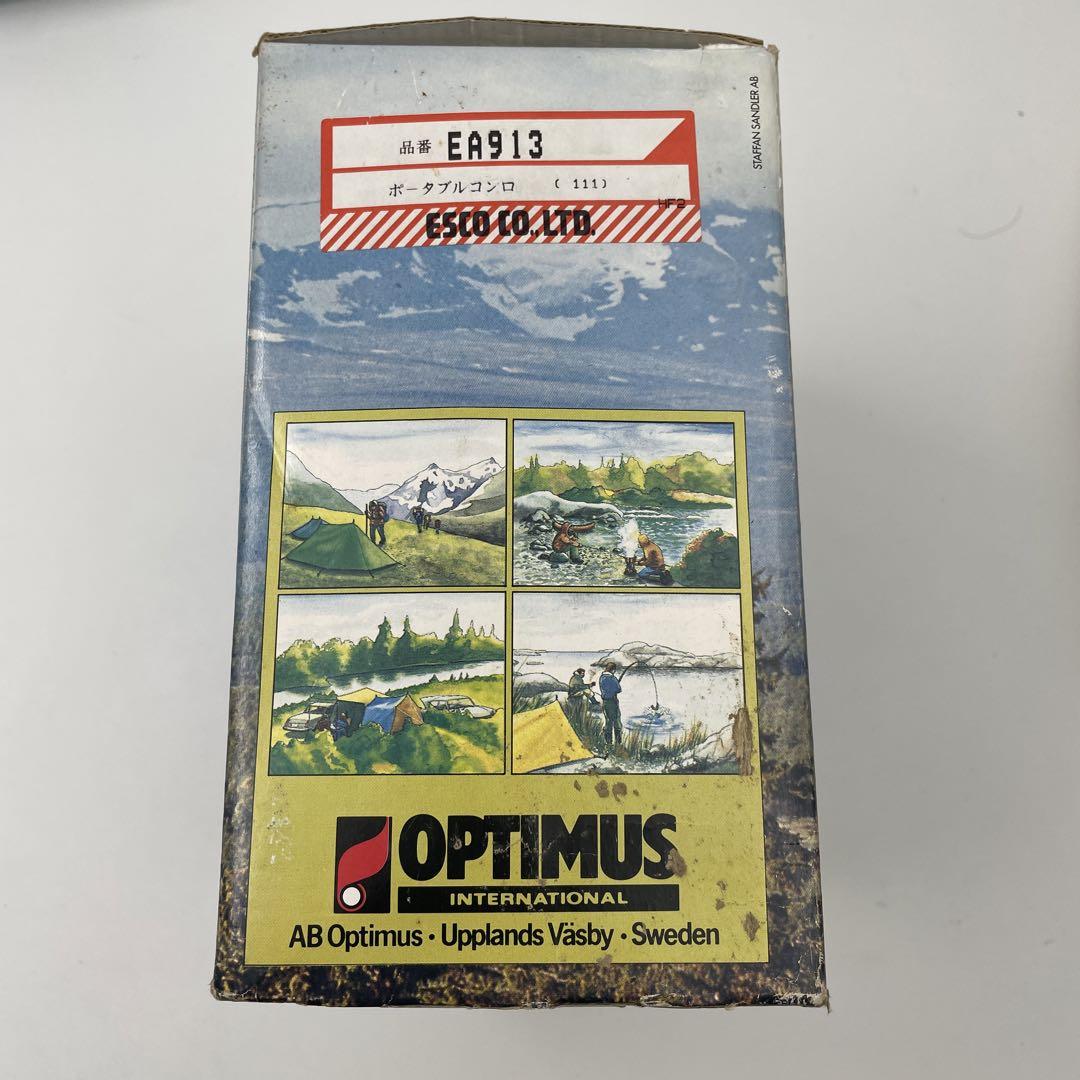 STAFFAN SANDLER AB
品番 EA913
ポータブルコンロ ( 111)
HF2
ESCO CO., LTD.
OPTIMUS
INTERNATIONAL
AB Optimus · Upplands Väsby · Sweden